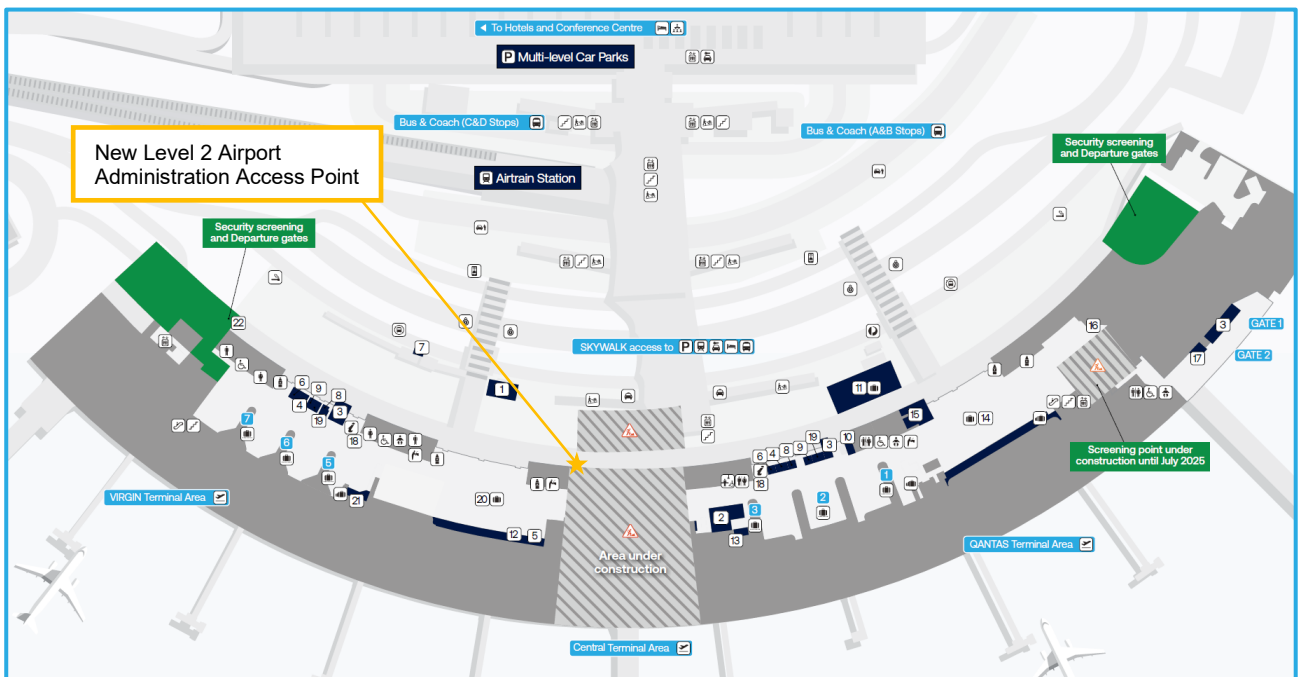 To Hotels and Conference Centre
P Multi-level Car Parks
Bus & Coach (C&D Stops)
Bus & Coach (A&B Stops)
New Level 2 Airport
Administration Access Point
Airtrain Station
Security screening
and Departure gates
Security screening
and Departure gates
22
7
SKYWALK access to P
16
3
GATE 1
17
GATE 2
1
11
6
9
8
4
3
19
18
7
6
5
21
20
12
5
15
14
10
19
3
9
8
4
6
18
1
2
3
2
13
Screening point under
construction until July 2025
VIRGIN Terminal Area
QANTAS Terminal Area
Area under
construction
Central Terminal Area